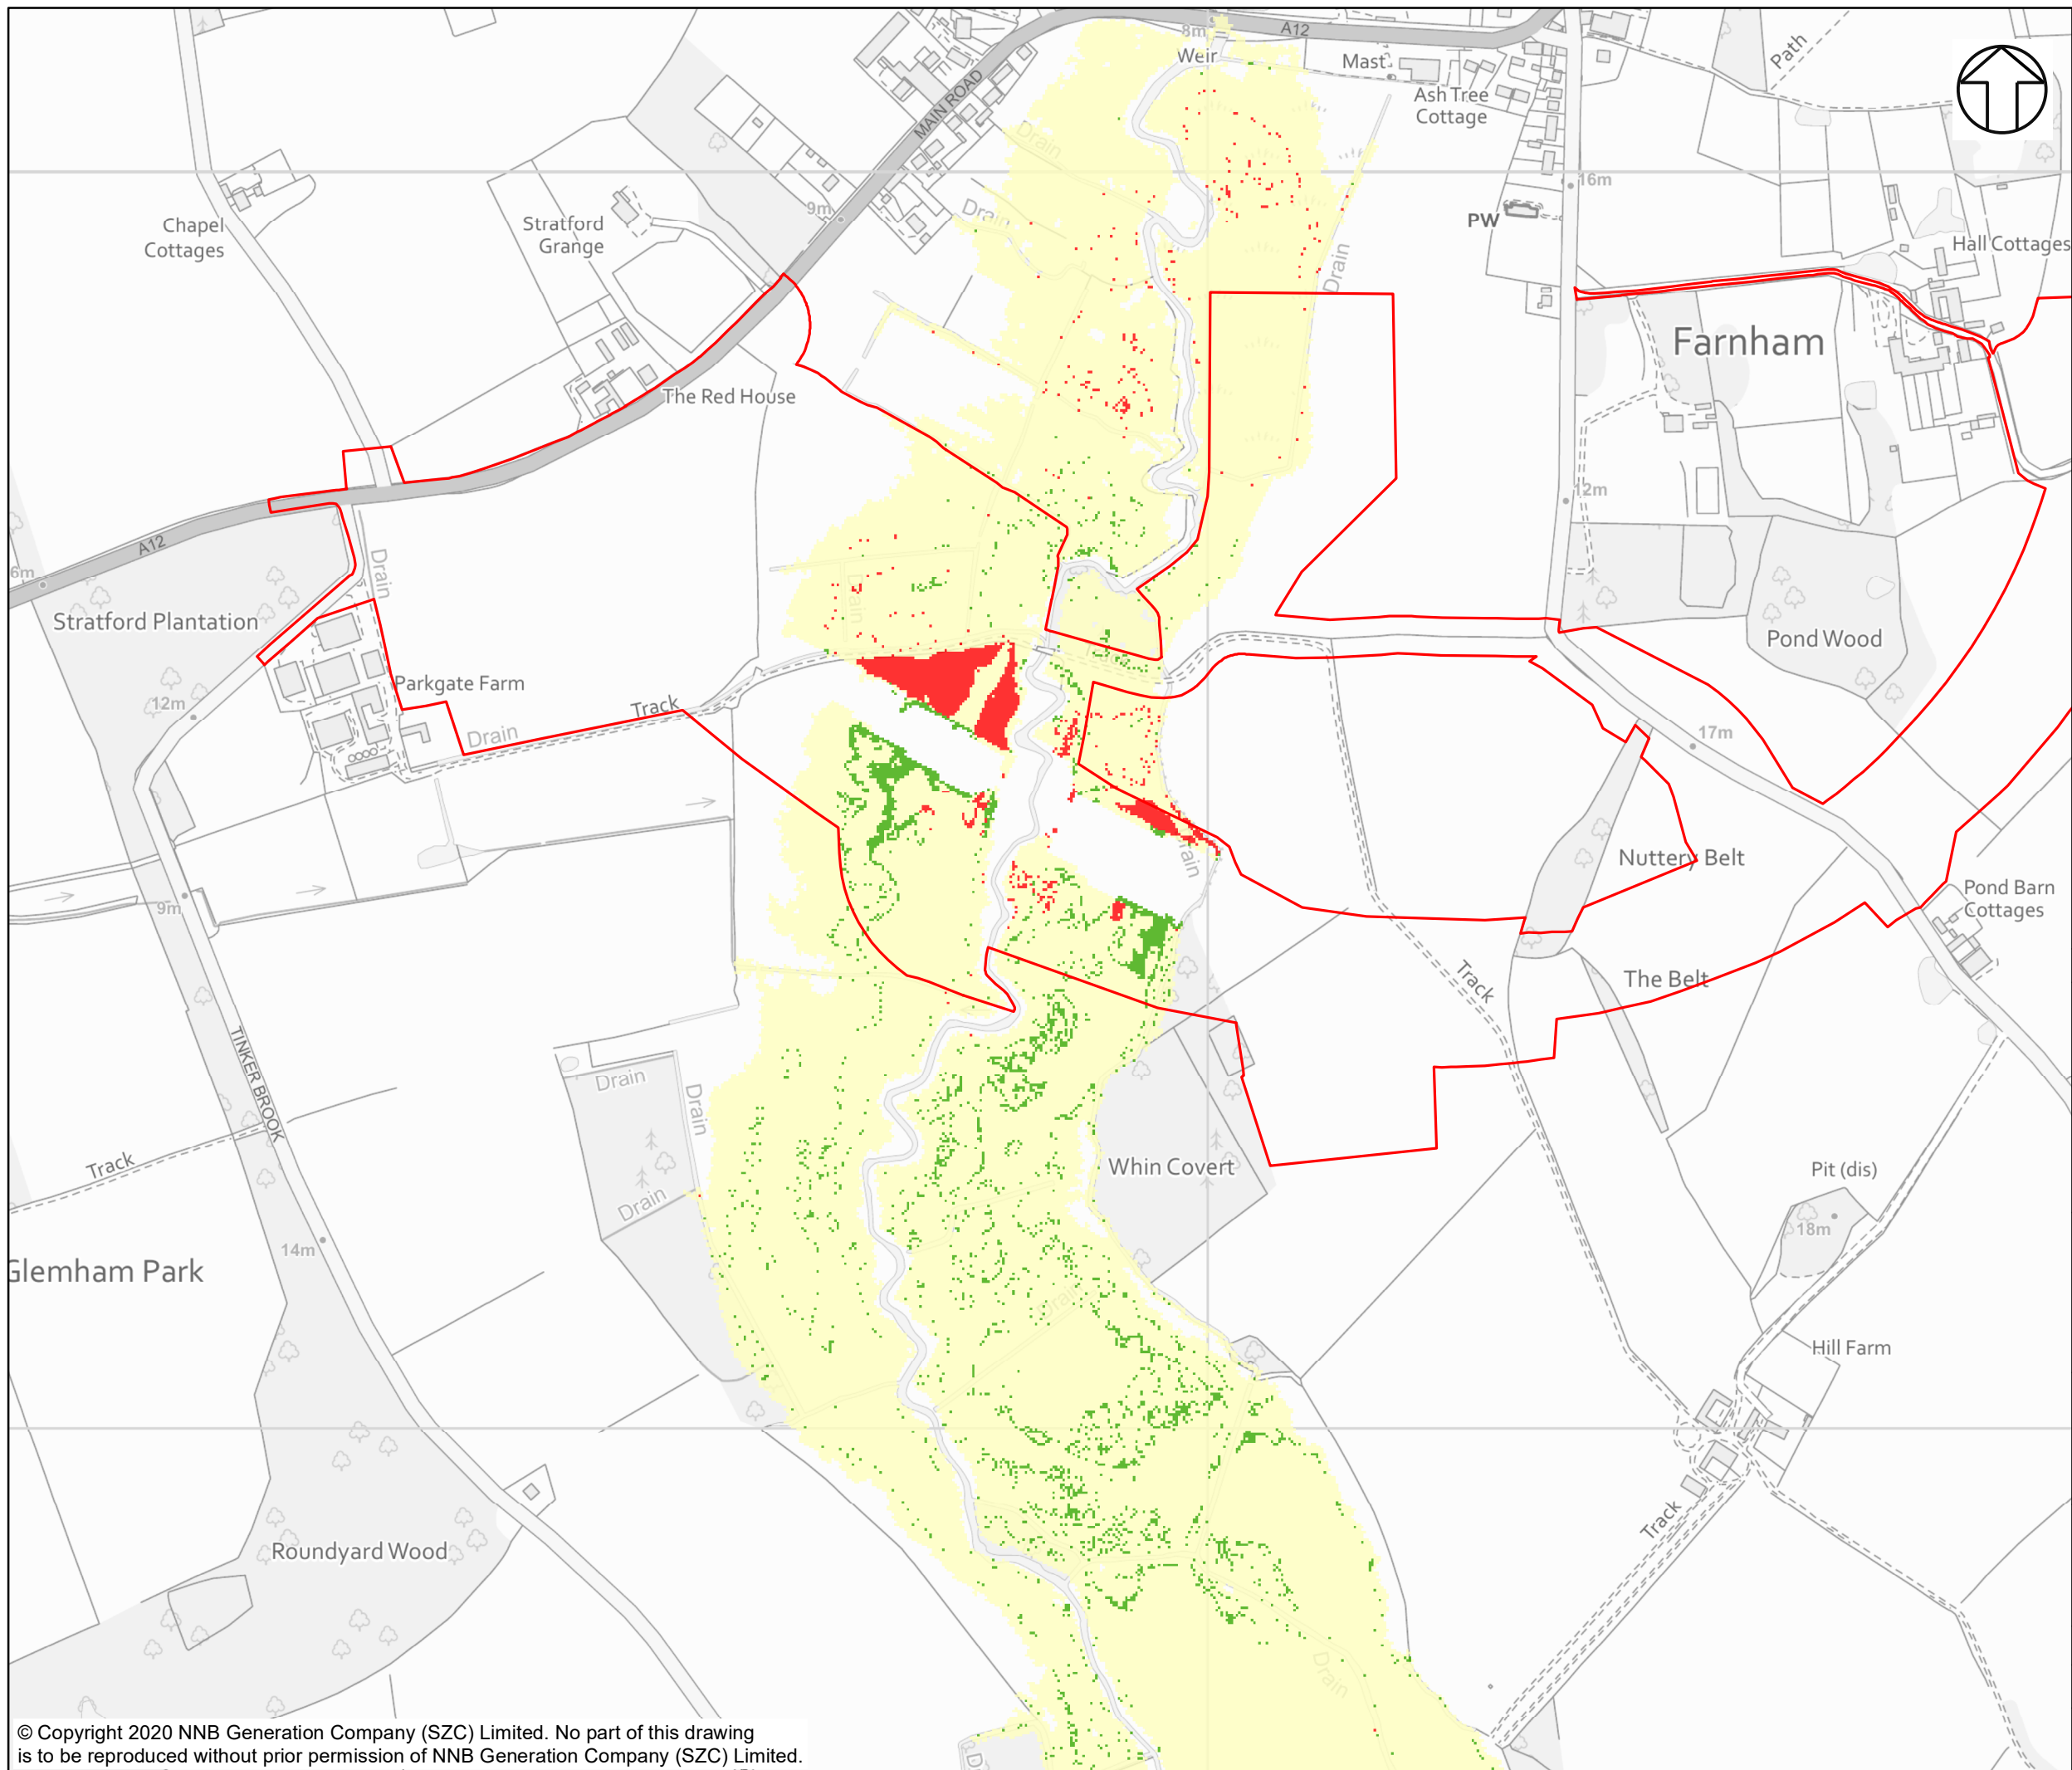 A12
8m
Weir
Mast
Path
MAIN ROAD
Ash Tree
Cottage
Drain
16m
Chapel
Cottages
Stratford
Grange
9m
Drain
PW
Hall Cottages
Drain
Farnham
The Red House
12m
A12
Drain
6m
Drain
Stratford Plantation
Pond Wood
Track
Parkgate Farm
12m
Track
Drain
17m
Drain
Nuttery Belt
9m
Pond Barn
Cottages
Track
The Belt
TINKER BROOK
Drain
Drain
Track
Whin Covert
Pit (dis)
Drain
18m
14m
Glemham Park
Drain
Hill Farm
Track
Roundyard Wood
Drain
© Copyright 2020 NNB Generation Company (SZC) Limited. No part of this drawing
is to be reproduced without prior permission of NNB Generation Company (SZC) Limited.